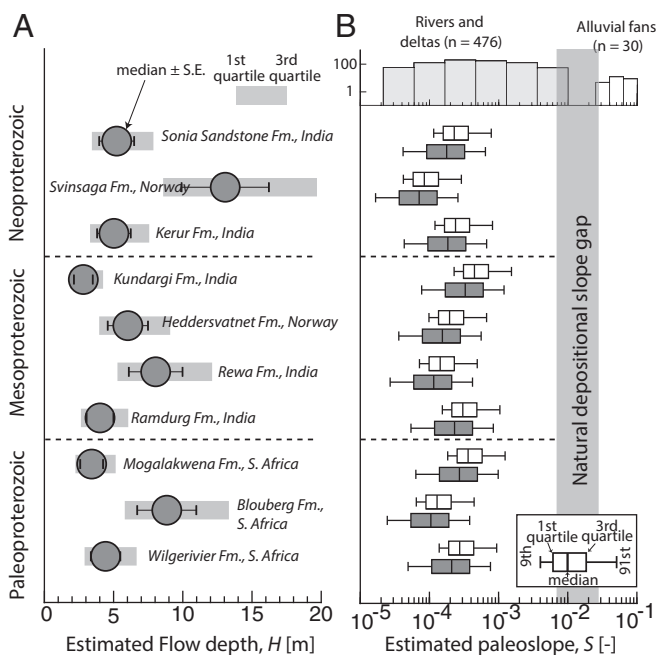 A
B
Rivers and
deltas (n = 476)
Alluvial fans
(n = 30)
median ± S.E.
1st
quartile
3rd
quartile
100
1
Neoproterozoic
Sonia Sandstone Fm., India
Svinsaga Fm., Norway
Kerur Fm., India
Mesoproterozoic
Kundargi Fm., India
Heddersvatnet Fm., Norway
Rewa Fm., India
Ramdurg Fm., India
Paleoproterozoic
Mogalakwena Fm., S. Africa
Blouberg Fm.,
S. Africa
Wilgerivier Fm., S. Africa
Natural depositional slope gap
1st
quartile
3rd
quartile
9th
91st
median
0 5 10 15 20
Estimated Flow depth, H [m]
10⁻⁵ 10⁻⁴ 10⁻³ 10⁻² 10⁻¹
Estimated paleoslope, S [-]